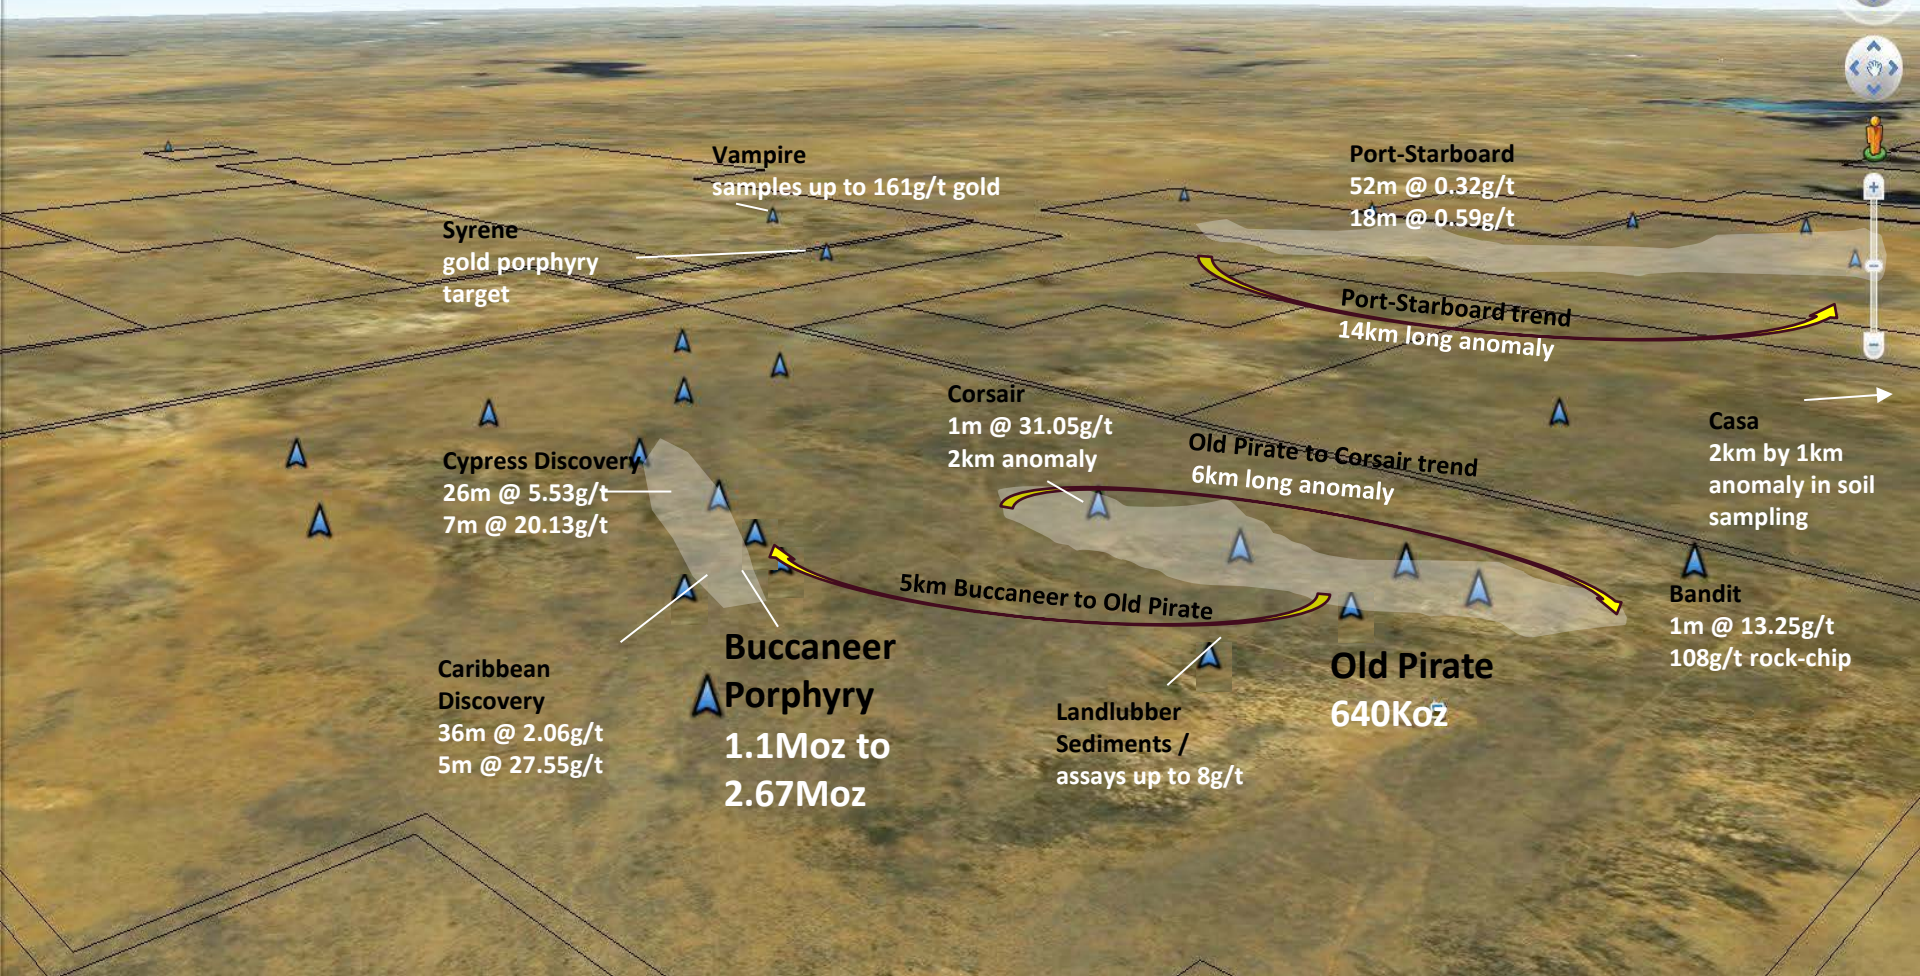 Vampire
samples up to 161g/t gold
Port-Starboard
52m @ 0.32g/t
18m @ 0.59g/t
Syrene
gold porphyry
target
Port-Starboard trend
14km long anomaly
Corsair
1m @ 31.05g/t
2km anomaly
Old Pirate to Corsair trend
6km long anomaly
Casa
2km by 1km
anomaly in soil
sampling
Cypress Discovery
26m @ 5.53g/t
7m @ 20.13g/t
5km Buccaneer to Old Pirate
Bandit
1m @ 13.25g/t
108g/t rock-chip
Caribbean
Discovery
36m @ 2.06g/t
5m @ 27.55g/t
Buccaneer
Porphyry
1.1Moz to
2.67Moz
Landlubber
Sediments /
assays up to 8g/t
Old Pirate
640Koz